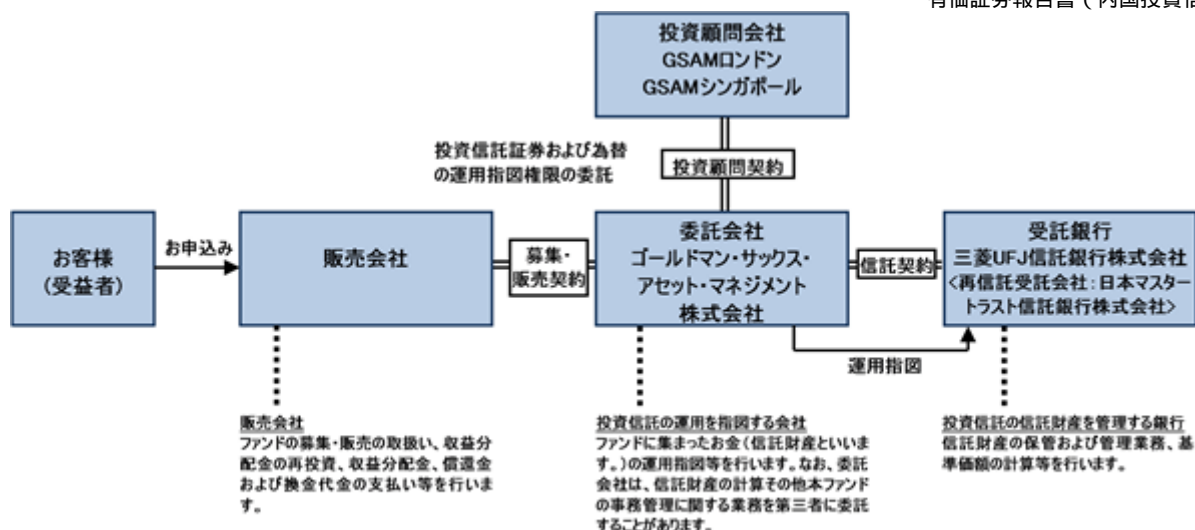 有価証券報告書（内国投資信
投資顧問会社
GSAMロンドン
GSAMシンガポール
投資信託証券および為替
の運用指図権限の委託
投資顧問契約
お客様
（受益者）
お申込み
販売会社
募集・
販売契約
委託会社
ゴールドマン・サックス・
アセット・マネジメント
株式会社
信託契約
受託銀行
三菱UFJ信託銀行株式会社
<再信託受託会社：日本マスター
トラスト信託銀行株式会社>
運用指図
販売会社
ファンドの募集・販売の取扱い、収益分
配金の再投資、収益分配金、償還金
および換金代金の支払い等を行いま
す。
投資信託の運用を指図する会社
ファンドに集まったお金（信託財産といいま
す。）の運用指図等を行います。なお、委託
会社は、信託財産の計算その他本ファンド
の事務管理に関する業務を第三者に委託
することがあります。
投資信託の信託財産を管理する銀行
信託財産の保管および管理業務、基
準価額の計算等を行います。